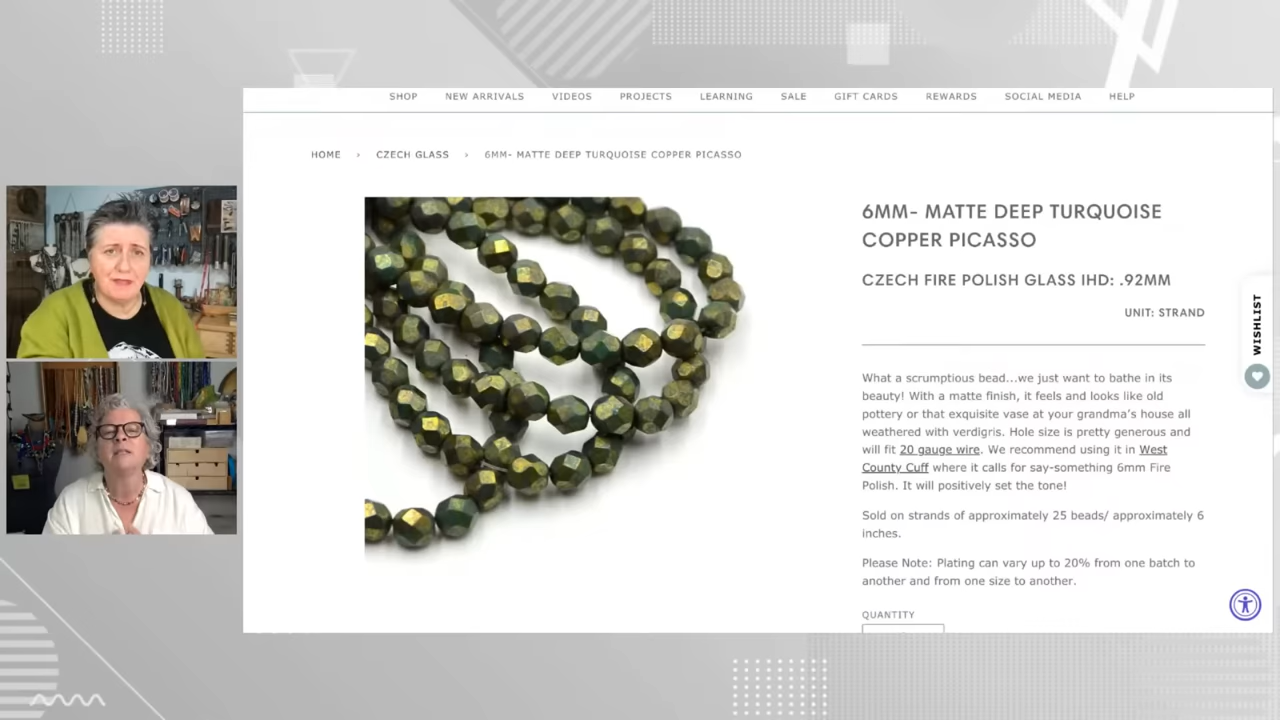 SHOP NEW ARRIVALS VIDEOS PROJECTS LEARNING SALE GIFT CARDS REWARDS SOCIAL MEDIA HELP
HOME › CZECH GLASS › 6MM- MATTE DEEP TURQUOISE COPPER PICASSO
6MM- MATTE DEEP TURQUOISE
COPPER PICASSO
CZECH FIRE POLISH GLASS IHD: .92MM
UNIT: STRAND
WISHLIST
What a scrumptious bead...we just want to bathe in its
beauty! With a matte finish, it feels and looks like old
pottery or that exquisite vase at your grandma's house all
weathered with verdigris. Hole size is pretty generous and
will fit 20 gauge wire. We recommend using it in West
County Cuff where it calls for say-something 6mm Fire
Polish. It will positively set the tone!
Sold on strands of approximately 25 beads/ approximately 6
inches.
Please Note: Plating can vary up to 20% from one batch to
another and from one size to another.
QUANTITY